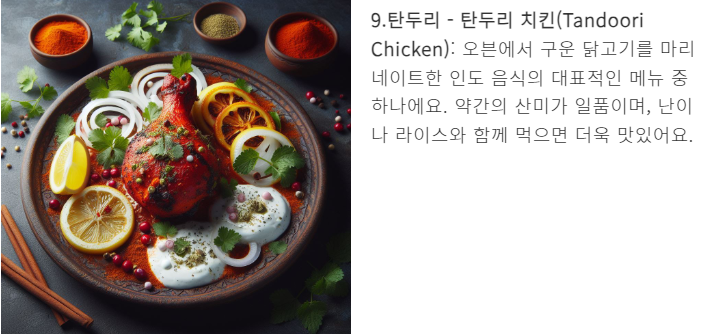 9.탄두리 - 탄두리 치킨(Tandoori
Chicken): 오븐에서 구운 닭고기를 마리
네이트한 인도 음식의 대표적인 메뉴 중
하나에요. 약간의 산미가 일품이며, 난이
나 라이스와 함께 먹으면 더욱 맛있어요.